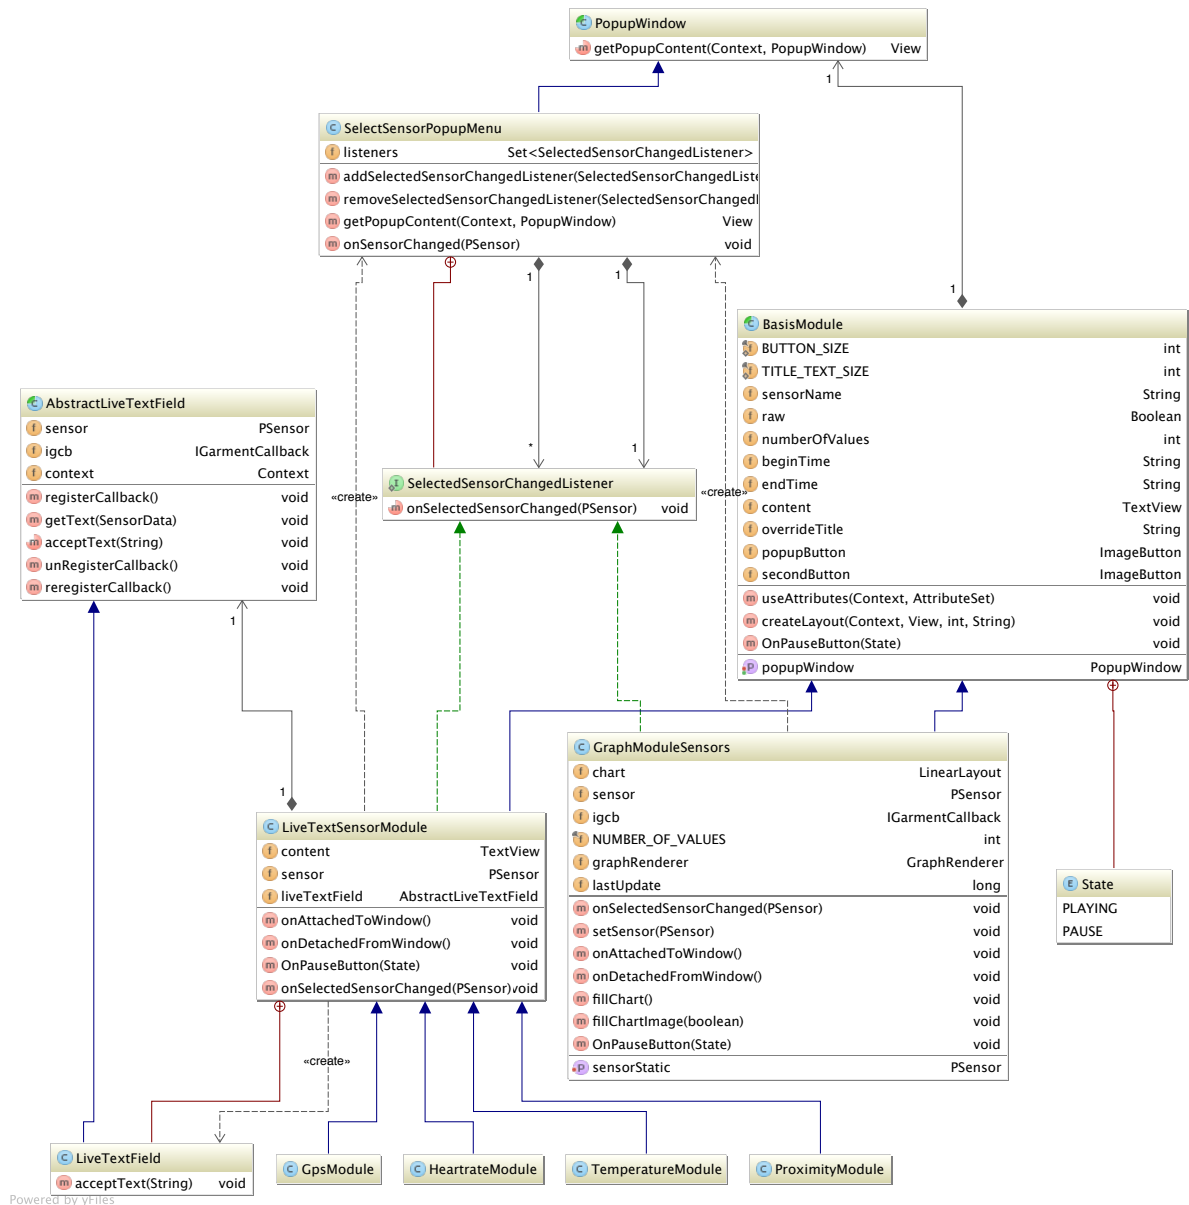 PopupWindow
getPopupContent(Context, PopupWindow) View
1
SelectSensorPopupMenu
listeners Set<SelectedSensorChangedListener>
addSelectedSensorChangedListener(SelectedSensorChangedListe
removeSelectedSensorChangedListener(SelectedSensorChangedl
getPopupContent(Context, PopupWindow) View
onSensorChanged(PSensor) void
1
1
1
BasisModule
BUTTON_SIZE int
TITLE_TEXT_SIZE int
sensorName String
raw Boolean
numberOfValues int
beginTime String
endTime String
content TextView
overrideTitle String
popupButton ImageButton
secondButton ImageButton
useAttributes(Context, AttributeSet) void
createLayout(Context, View, int, String) void
OnPauseButton(State) void
popupWindow PopupWindow
AbstractLiveTextField
sensor PSensor
igcb IGarmentCallback
context Context
registerCallback() void
getText(SensorData) void
acceptText(String) void
unRegisterCallback() void
reregisterCallback() void
1
*
1
«create»
«create»
SelectedSensorChangedListener
onSelectedSensorChanged(PSensor) void
GraphModuleSensors
chart LinearLayout
sensor PSensor
igcb IGarmentCallback
NUMBER_OF_VALUES int
graphRenderer GraphRenderer
lastUpdate long
onSelectedSensorChanged(PSensor) void
setSensor(PSensor) void
onAttachedToWindow() void
onDetachedFromWindow() void
fillChart() void
fillChartImage(boolean) void
OnPauseButton(State) void
sensorStatic PSensor
1
LiveTextSensorModule
content TextView
sensor PSensor
liveTextField AbstractLiveTextField
onAttachedToWindow() void
onDetachedFromWindow() void
OnPauseButton(State) void
onSelectedSensorChanged(PSensor) void
State
PLAYING
PAUSE
«create»
LiveTextField
acceptText(String) void
GpsModule
HeartrateModule
TemperatureModule
ProximityModule
Powered by yFiles